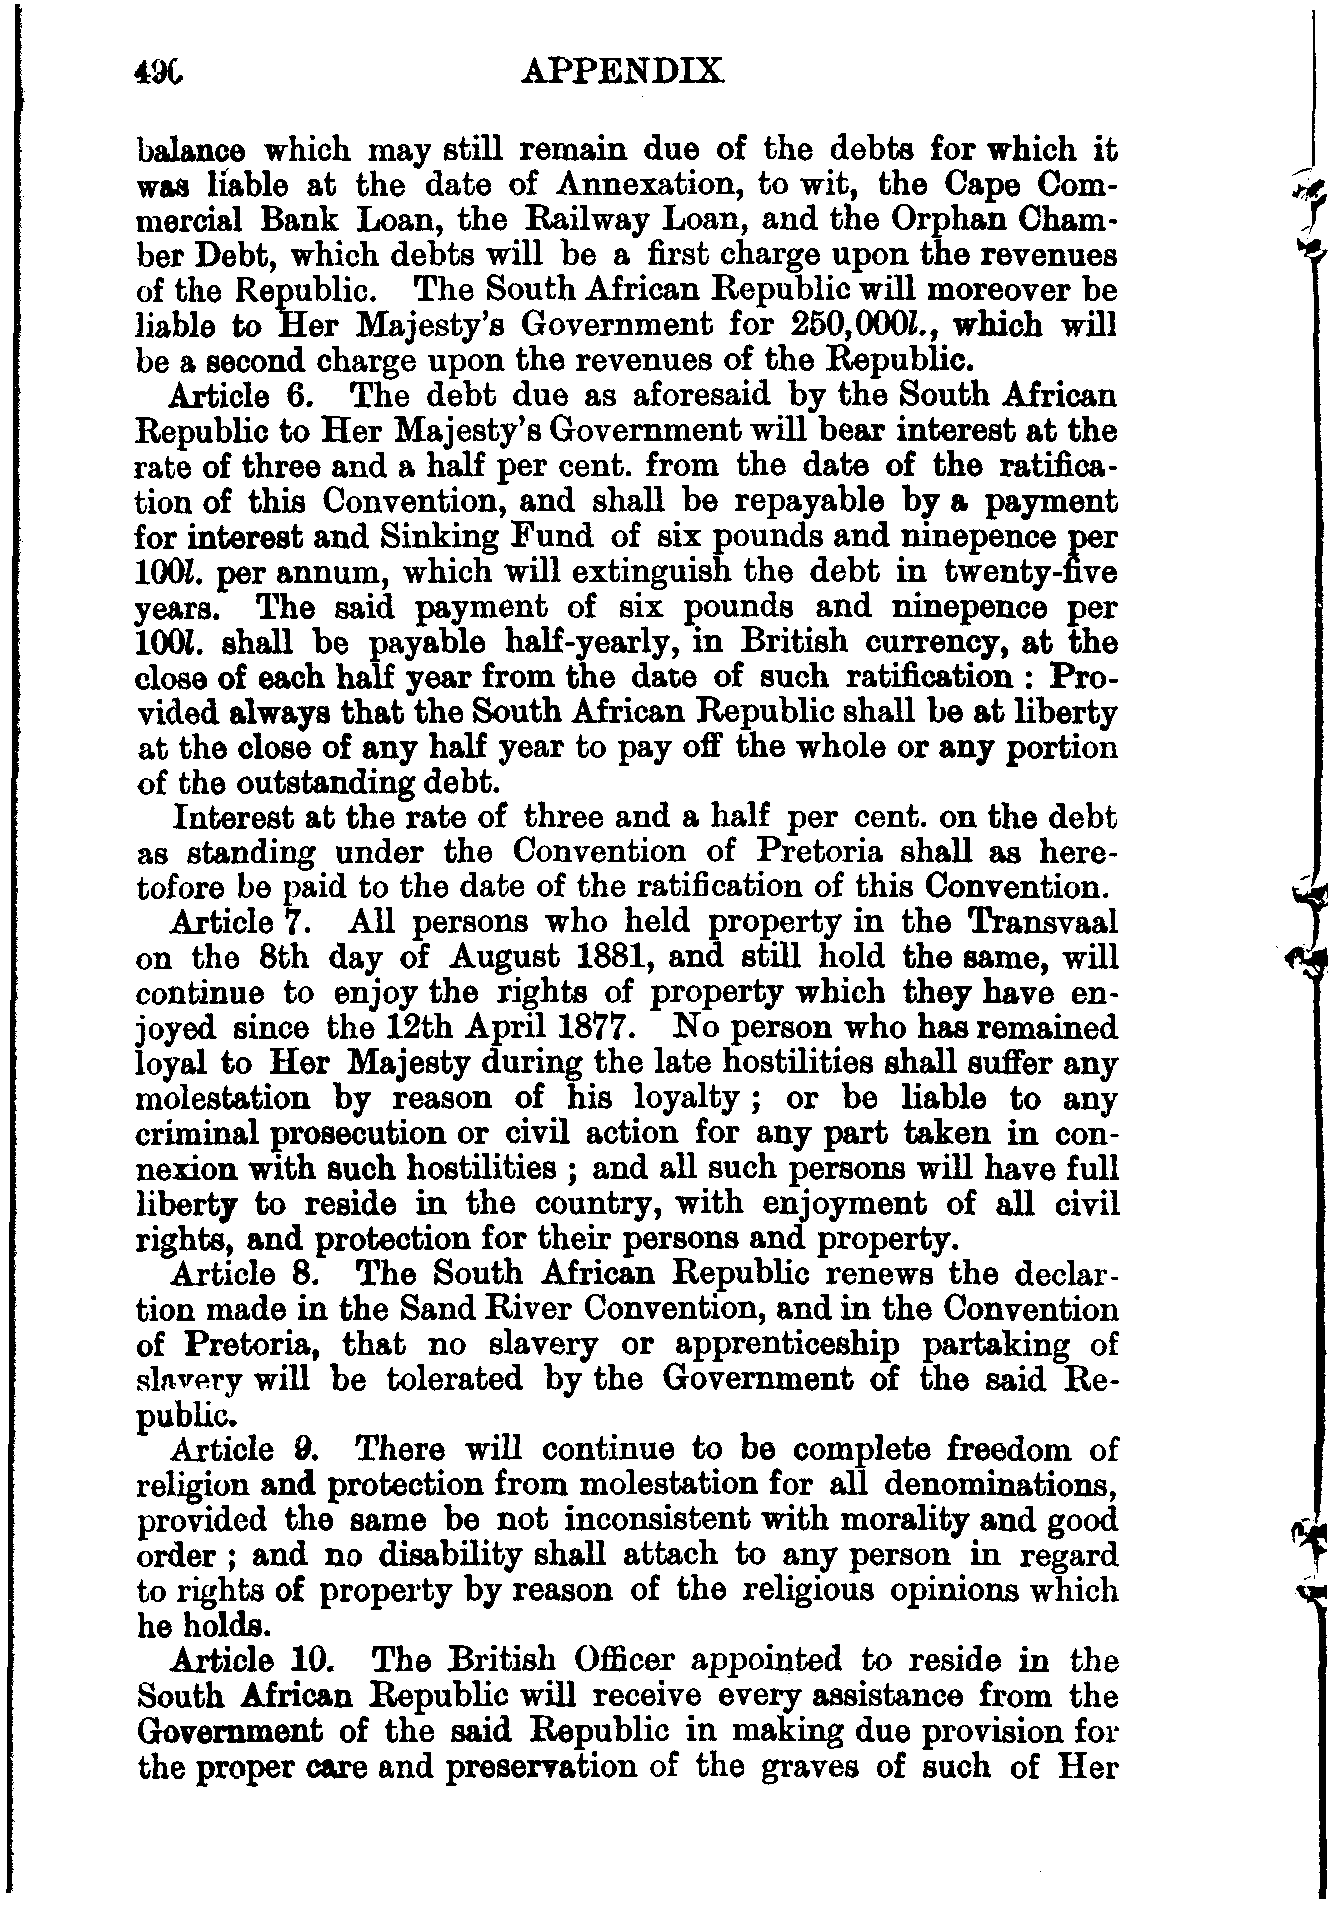 490 APPENDIX
balance which may still remain due of the debts for which it
was liable at the date of Annexation, to wit, the Cape Com-
mercial Bank Loan, the Railway Loan, and the Orphan Cham-
ber Debt, which debts will be a first charge upon the revenues
of the Republic. The South African Republic will moreover be
liable to Her Majesty's Government for 250,000l., which will
be a second charge upon the revenues of the Republic.
Article 6. The debt due as aforesaid by the South African
Republic to Her Majesty's Government will bear interest at the
rate of three and a half per cent. from the date of the ratifica-
tion of this Convention, and shall be repayable by a payment
for interest and Sinking Fund of six pounds and ninepence per
100l. per annum, which will extinguish the debt in twenty-five
years. The said payment of six pounds and ninepence per
100l. shall be payable half-yearly, in British currency, at the
close of each half year from the date of such ratification : Pro-
vided always that the South African Republic shall be at liberty
at the close of any half year to pay off the whole or any portion
of the outstanding debt.
Interest at the rate of three and a half per cent. on the debt
as standing under the Convention of Pretoria shall as here-
tofore be paid to the date of the ratification of this Convention.
Article 7. All persons who held property in the Transvaal
on the 8th day of August 1881, and still hold the same, will
continue to enjoy the rights of property which they have en-
joyed since the 12th April 1877. No person who has remained
loyal to Her Majesty during the late hostilities shall suffer any
molestation by reason of his loyalty ; or be liable to any
criminal prosecution or civil action for any part taken in con-
nexion with such hostilities ; and all such persons will have full
liberty to reside in the country, with enjoyment of all civil
rights, and protection for their persons and property.
Article 8. The South African Republic renews the declar-
tion made in the Sand River Convention, and in the Convention
of Pretoria, that no slavery or apprenticeship partaking of
slavery will be tolerated by the Government of the said Re-
public.
Article 9. There will continue to be complete freedom of
religion and protection from molestation for all denominations,
provided the same be not inconsistent with morality and good
order ; and no disability shall attach to any person in regard
to rights of property by reason of the religious opinions which
he holds.
Article 10. The British Officer appointed to reside in the
South African Republic will receive every assistance from the
Government of the said Republic in making due provision for
the proper care and preservation of the graves of such of Her